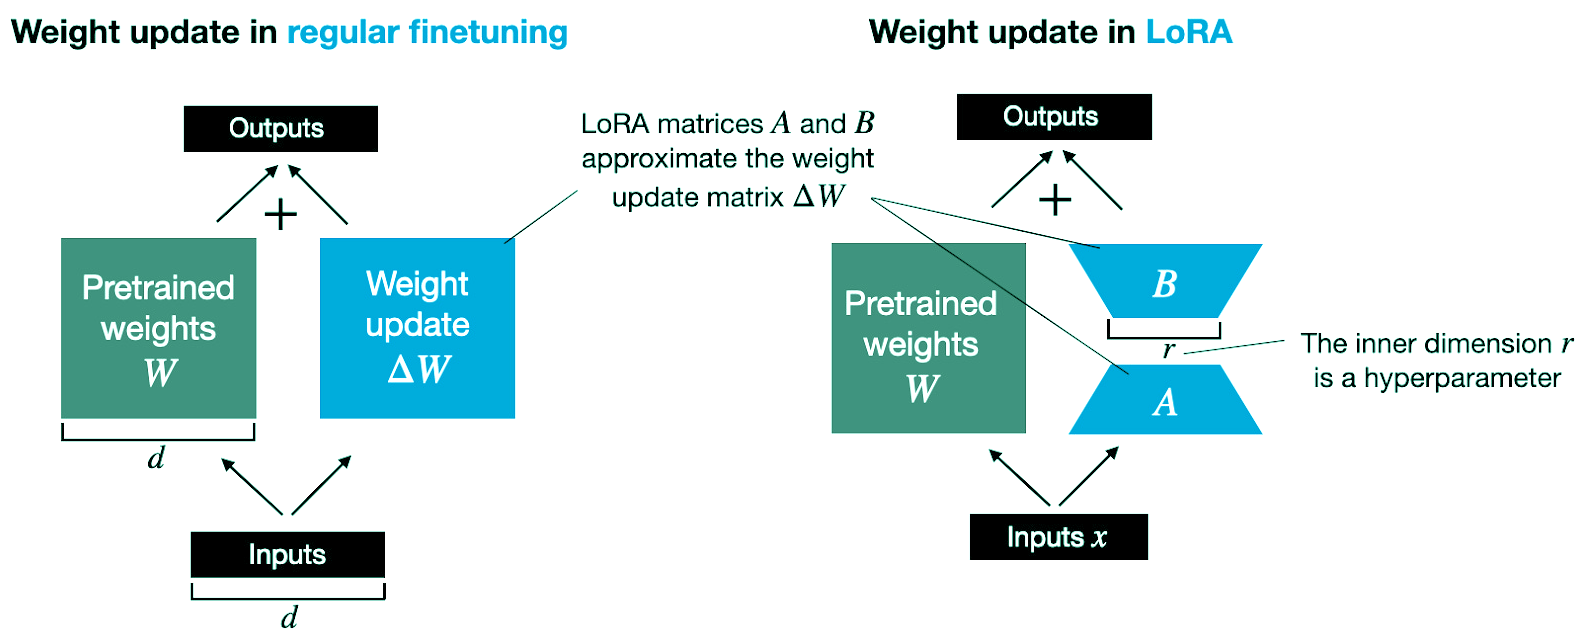 Weight update in regular finetuning
Outputs
+
Pretrained
weights
W
Weight
update
ΔW
d
Inputs
d
LoRA matrices A and B
approximate the weight
update matrix ΔW
Weight update in LoRA
Outputs
+
Pretrained
weights
W
B
r
A
The inner dimension r
is a hyperparameter
Inputs x